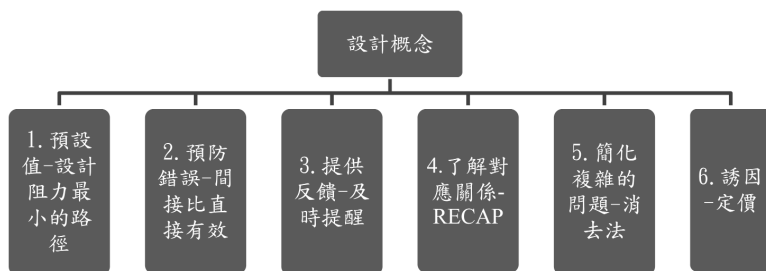 設計概念
1.預設
值-設計
阻力最
小的路
徑
2.預防
錯誤-間
接比直
接有效
3.提供
反饋-及
時提醒
4.了解對
應關係-
RECAP
5.簡化
複雜的
問題-消
去法
6.誘因
-定價